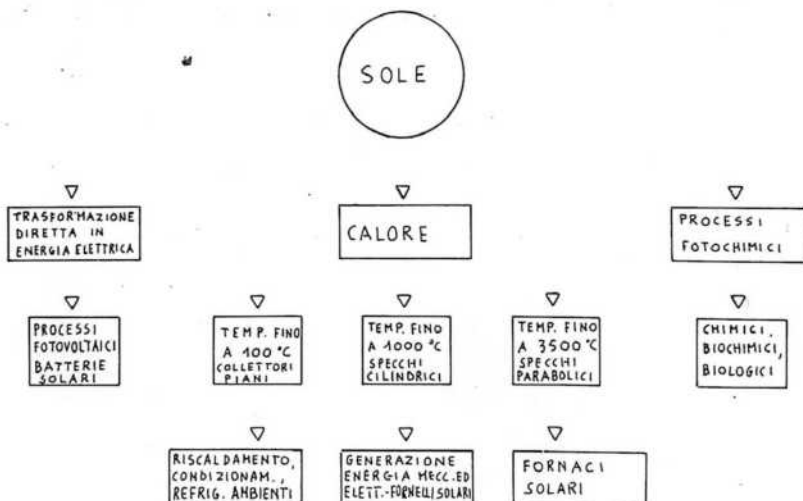 SOLE
TRASFORMAZIONE
DIRETTA IN
ENERGIA ELETTRICA
CALORE
PROCESSI
FOTOCHIMICI
PROCESSI
FOTOVOLTAICI
BATTERIE
SOLARI
TEMP. FINO
A 100 °C
COLLETTORI
PIANI
TEMP. FINO
A 1000 °C
SPECCHI
CILINDRICI
TEMP. FINO
A 3500 °C
SPECCHI
PARABOLICI
CHIMICI,
BIOCHIMICI,
BIOLOGICI
RISCALDAMENTO,
CONDIZIONAM.,
REFRIG. AMBIENTI
GENERAZIONE
ENERGIA MECC. ED
ELETT.-FORNELLI SOLARI
FORNACI
SOLARI